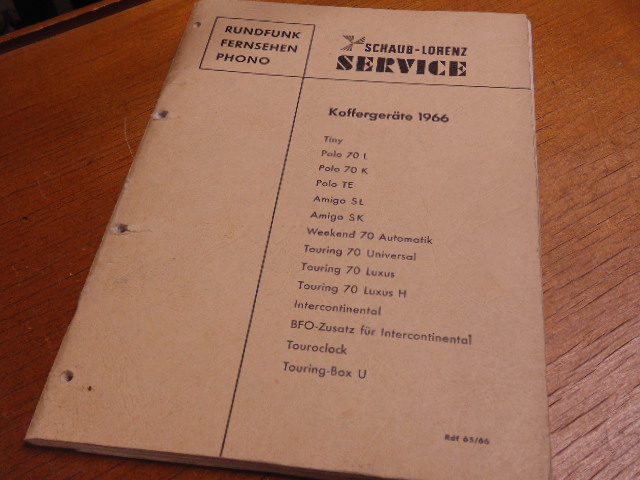 RUNDFUNK
FERNSEHEN
PHONO
SCHAUB-LORENZ
SERVICE
Koffergeräte 1966
Tiny
Polo 70 L
Polo 70 K
Polo TE
Amigo SL
Amigo SK
Weekend 70 Automatik
Touring 70 Universal
Touring 70 Luxus
Touring 70 Luxus H
Intercontinental
BFO-Zusatz für Intercontinental
Touroclock
Touring-Box U
Rdf 65/66